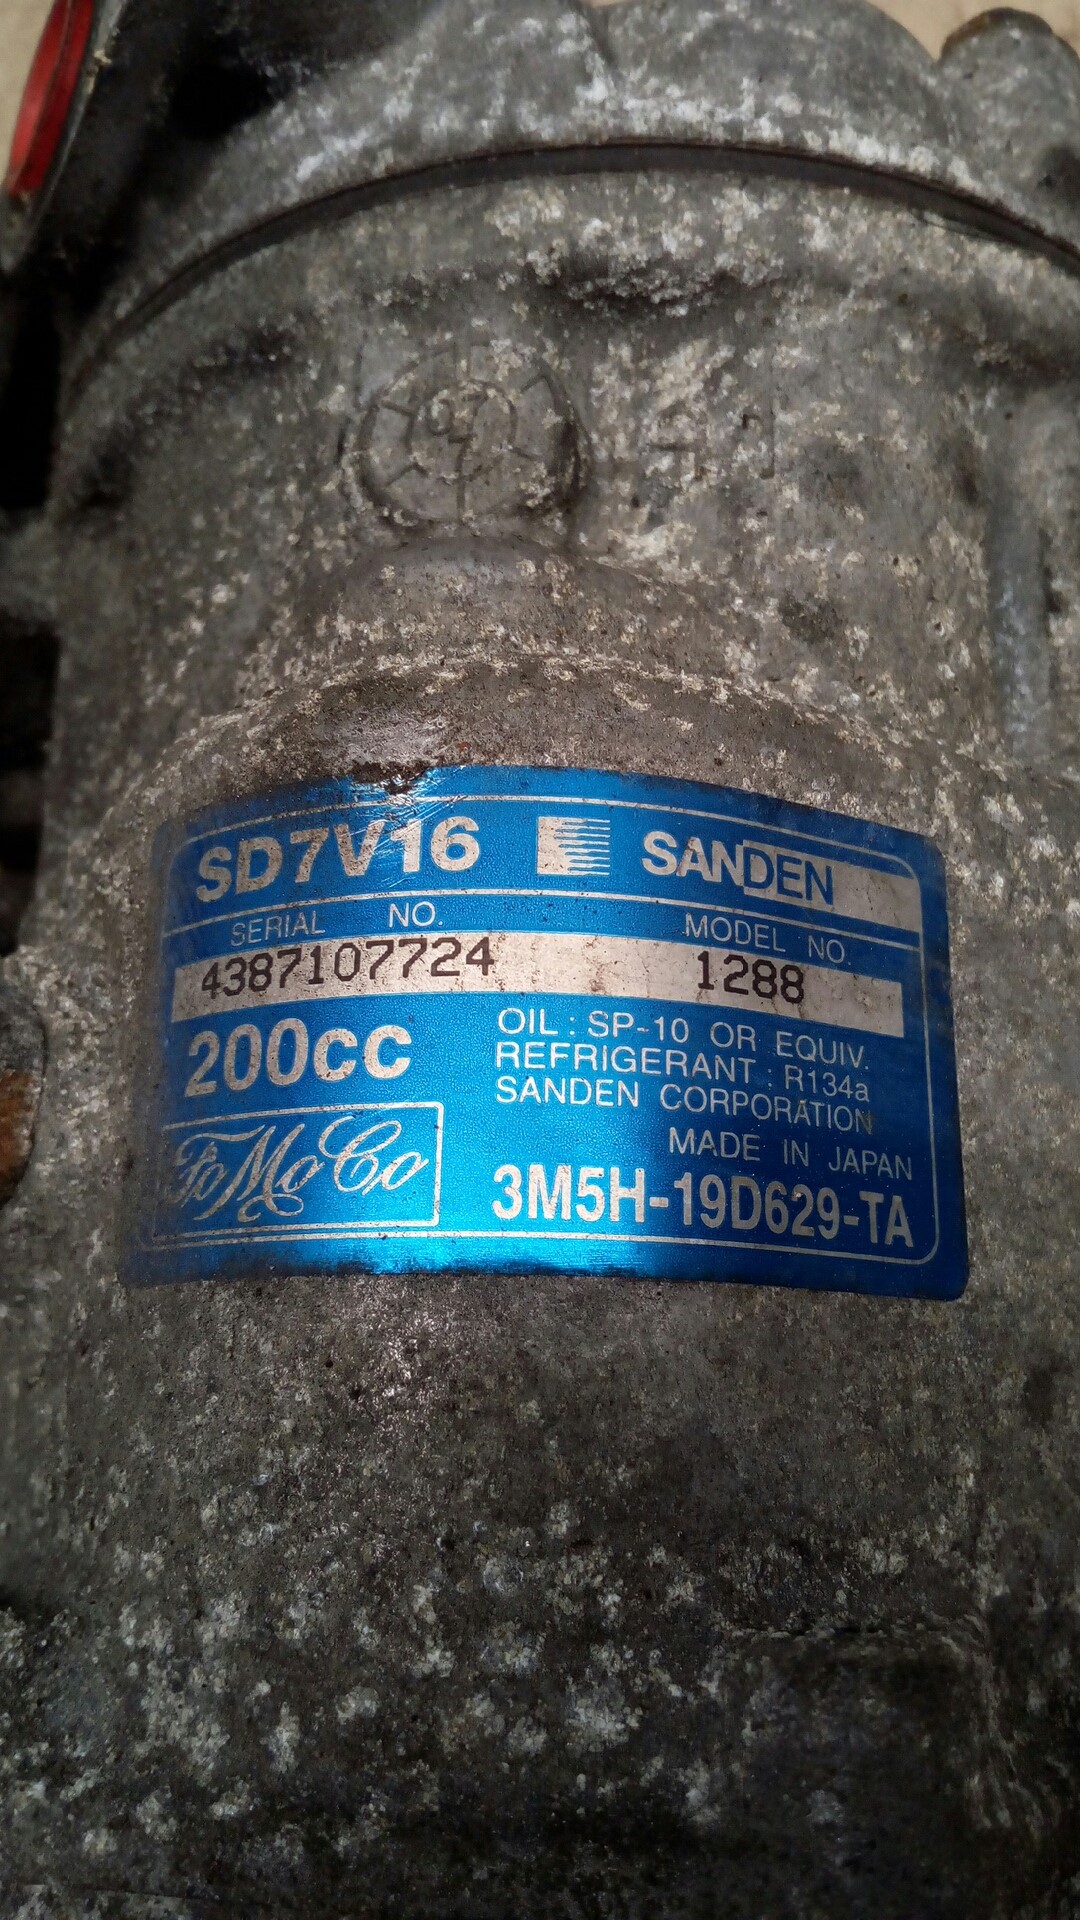 07
SD7V16 SANDEN
SERIAL NO. MODEL NO.
4387107724 1288
200cc
OIL : SP-10 OR EQUIV.
REFRIGERANT : R134a
SANDEN CORPORATION
MADE IN JAPAN
FoMoCo
3M5H-19D629-TA